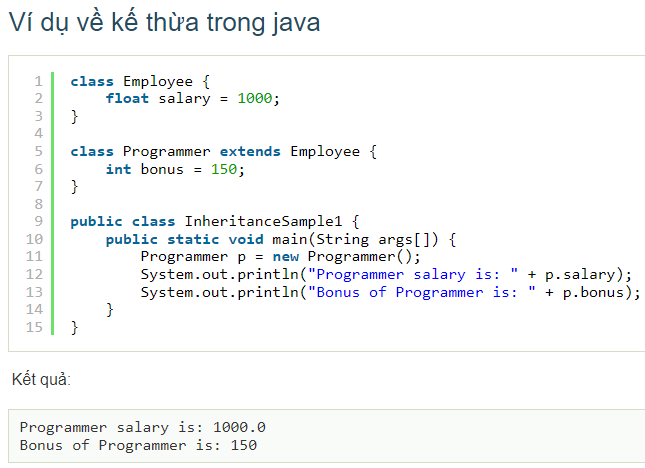 Ví dụ về kế thừa trong java
1 class Employee {
2     float salary = 1000;
3 }
4
5 class Programmer extends Employee {
6     int bonus = 150;
7 }
8
9 public class InheritanceSample1 {
10     public static void main(String args[]) {
11         Programmer p = new Programmer();
12         System.out.println("Programmer salary is: " + p.salary);
13         System.out.println("Bonus of Programmer is: " + p.bonus);
14     }
15 }
Kết quả:
Programmer salary is: 1000.0
Bonus of Programmer is: 150